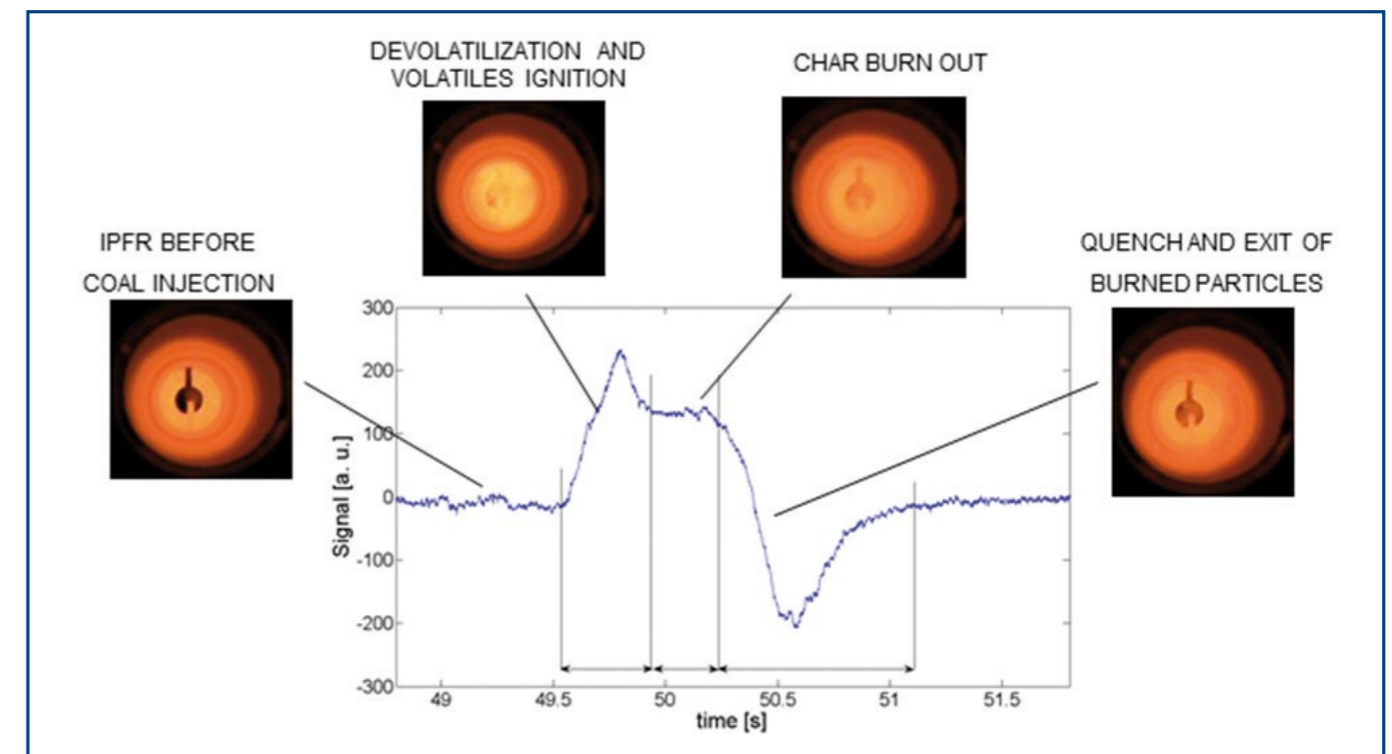 DEVOLATILIZATION AND
VOLATILES IGNITION
CHAR BURN OUT
IPFR BEFORE
COAL INJECTION
QUENCH AND EXIT OF
BURNED PARTICLES
300
200
100
0
-100
-200
-300
Signal [a. u.]
49
49.5
50
50.5
51
51.5
time [s]